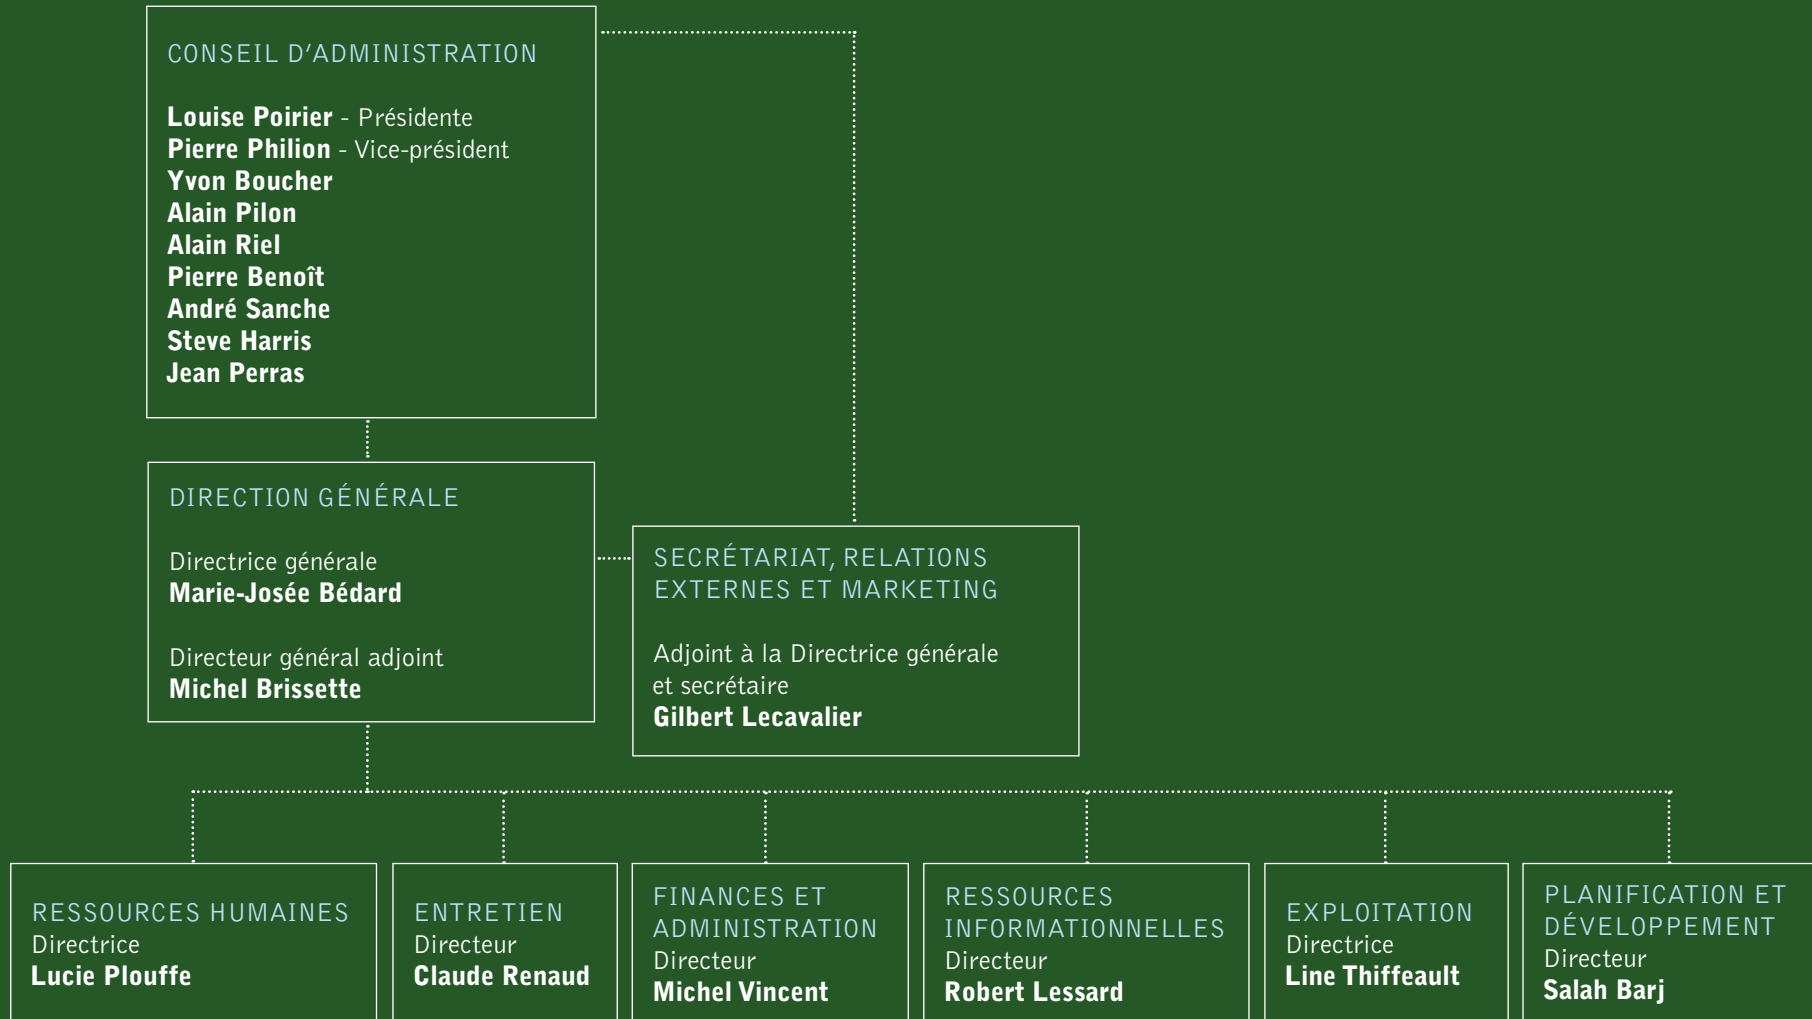 CONSEIL D'ADMINISTRATION
Louise Poirier - Présidente
Pierre Philion - Vice-président
Yvon Boucher
Alain Pilon
Alain Riel
Pierre Benoît
André Sanche
Steve Harris
Jean Perras
DIRECTION GÉNÉRALE
Directrice générale
Marie-Josée Bédard
Directeur général adjoint
Michel Brissette
SECRÉTARIAT, RELATIONS
EXTERNES ET MARKETING
Adjoint à la Directrice générale
et secrétaire
Gilbert Lecavalier
RESSOURCES HUMAINES
Directrice
Lucie Plouffe
ENTRETIEN
Directeur
Claude Renaud
FINANCES ET
ADMINISTRATION
Directeur
Michel Vincent
RESSOURCES
INFORMATIONNELLES
Directeur
Robert Lessard
EXPLOITATION
Directrice
Line Thiffeault
PLANIFICATION ET
DÉVELOPPEMENT
Directeur
Salah Barj